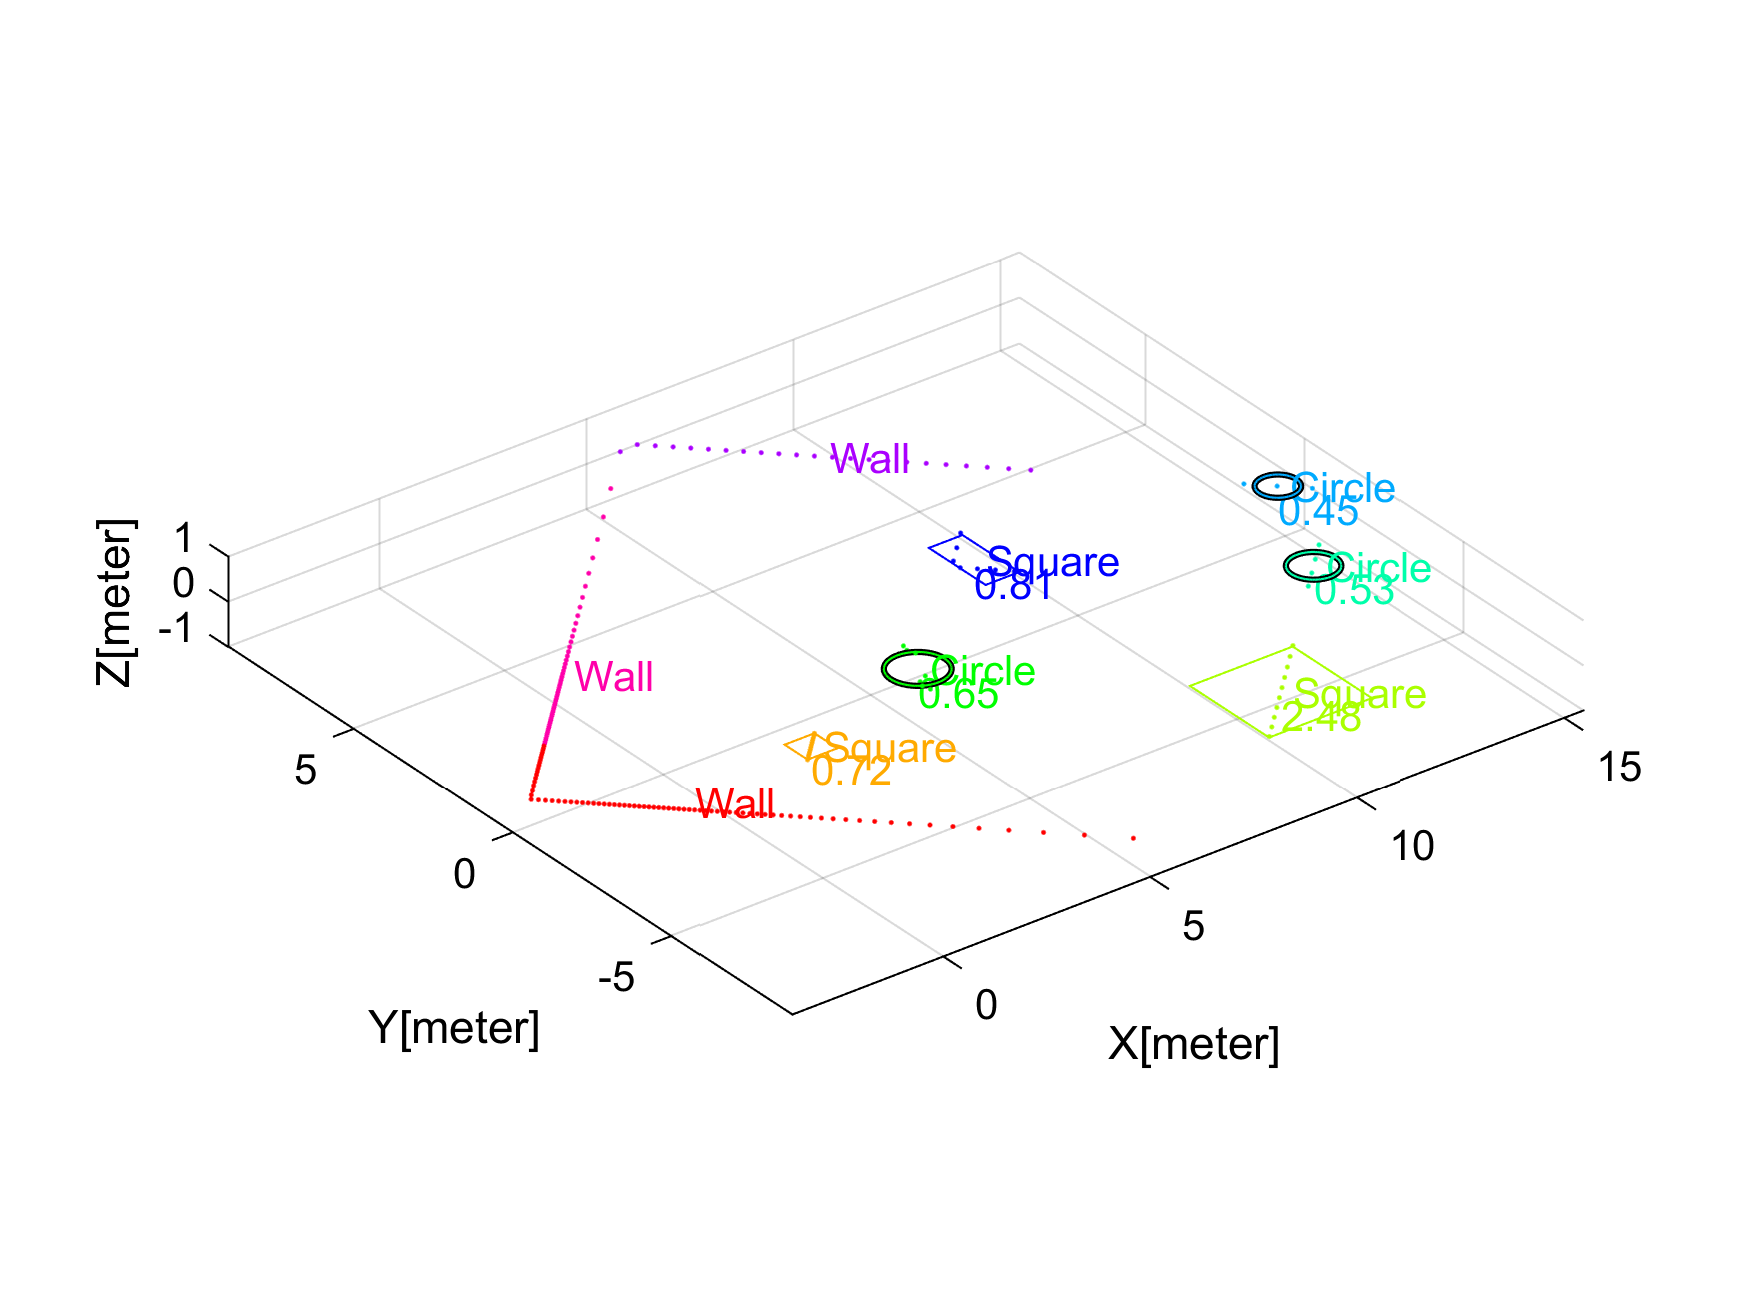 Wall
Circle
0.45
1
0
-1
Z[meter]
Square
0.81
Circle
0.53
Wall
Circle
0.65
Square
2.48
Square
0.72
Wall
5
0
-5
Y[meter]
15
10
5
0
X[meter]